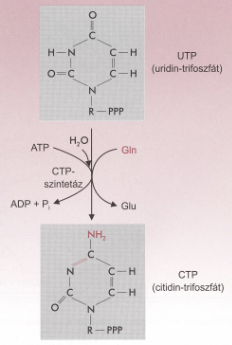 O
C
H—N C—H
O=C C—H
N
R—PPP
UTP
(uridin-trifoszfát)
ATP
H₂O
Gln
CTP-
szintetáz
ADP + Pᵢ
Glu
NH₂
C
N C—H
C C—H
O N
R—PPP
CTP
(citidin-trifoszfát)